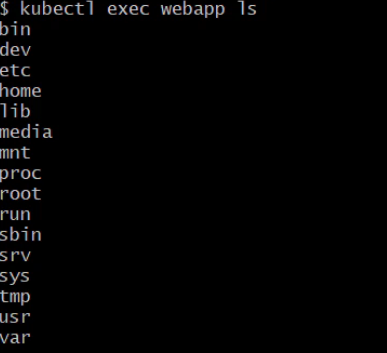 $ kubectl exec webapp ls
bin
dev
etc
home
lib
media
mnt
proc
root
run
sbin
srv
sys
tmp
usr
var